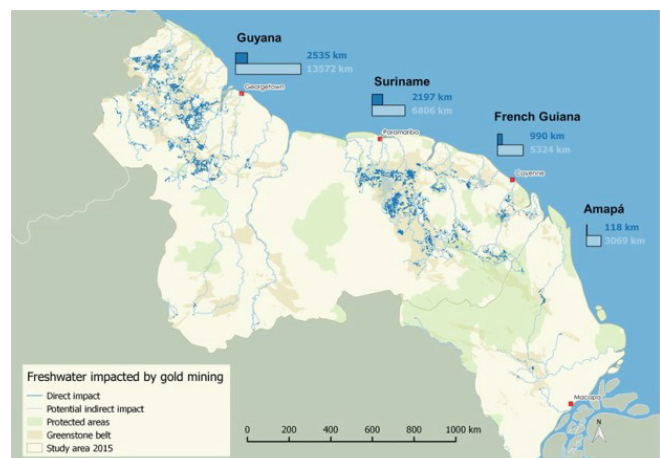 Guyana
2535 km
13572 km
Georgetown
Suriname
2197 km
6806 km
Paramaribo
French Guiana
990 km
5324 km
Cayenne
Amapá
118 km
3069 km
Macapa
Freshwater impacted by gold mining
Direct impact
Potential indirect impact
Protected areas
Greenstone belt
Study area 2015
0 200 400 600 800 1000 km
N